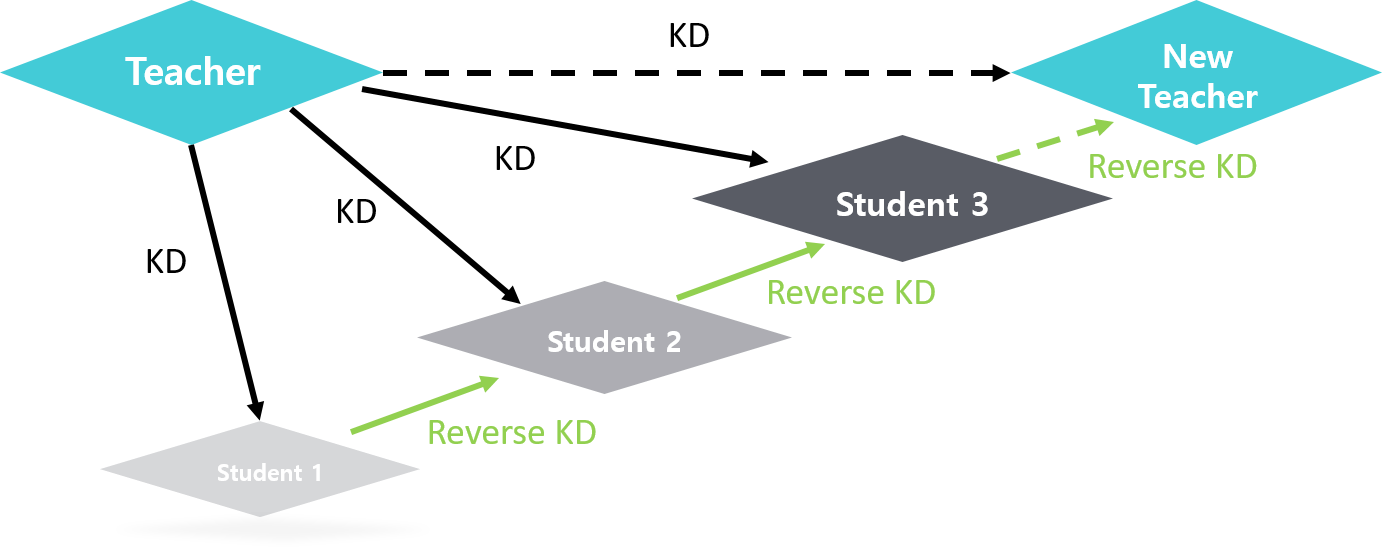 KD
Teacher
New
Teacher
KD
Reverse KD
KD
Student 3
KD
Reverse KD
Student 2
Reverse KD
Student 1